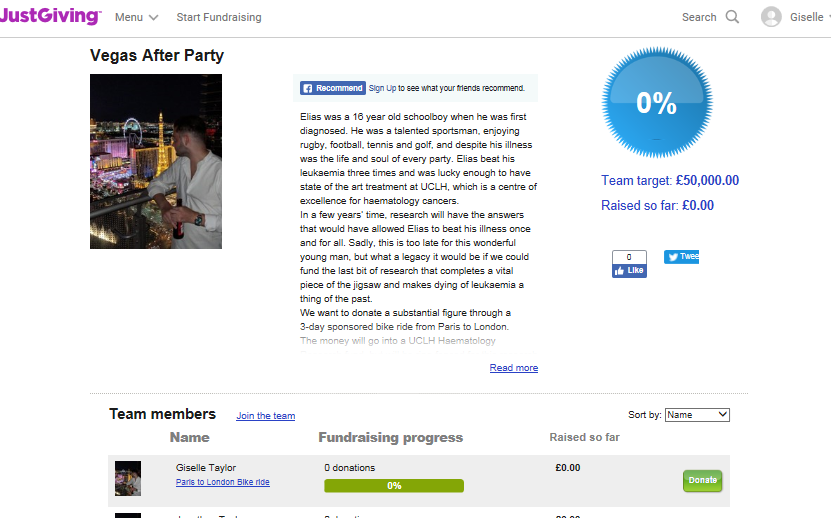 JustGiving™ Menu Start Fundraising Search Giselle
Vegas After Party
Recommend Sign Up to see what your friends recommend.
Elias was a 16 year old schoolboy when he was first
diagnosed. He was a talented sportsman, enjoying
rugby, football, tennis and golf, and despite his illness
was the life and soul of every party. Elias beat his
leukaemia three times and was lucky enough to have
state of the art treatment at UCLH, which is a centre of
excellence for haematology cancers.
In a few years' time, research will have the answers
that would have allowed Elias to beat his illness once
and for all. Sadly, this is too late for this wonderful
young man, but what a legacy it would be if we could
fund the last bit of research that completes a vital
piece of the jigsaw and makes dying of leukaemia a
thing of the past.
We want to donate a substantial figure through a
3-day sponsored bike ride from Paris to London.
The money will go into a UCLH Haematology
Read more
0%
Team target: £50,000.00
Raised so far: £0.00
0
Like
Twee
Team members Join the team Sort by: Name
Name Fundraising progress Raised so far
Giselle Taylor 0 donations £0.00
Paris to London Bike ride 0% Donate